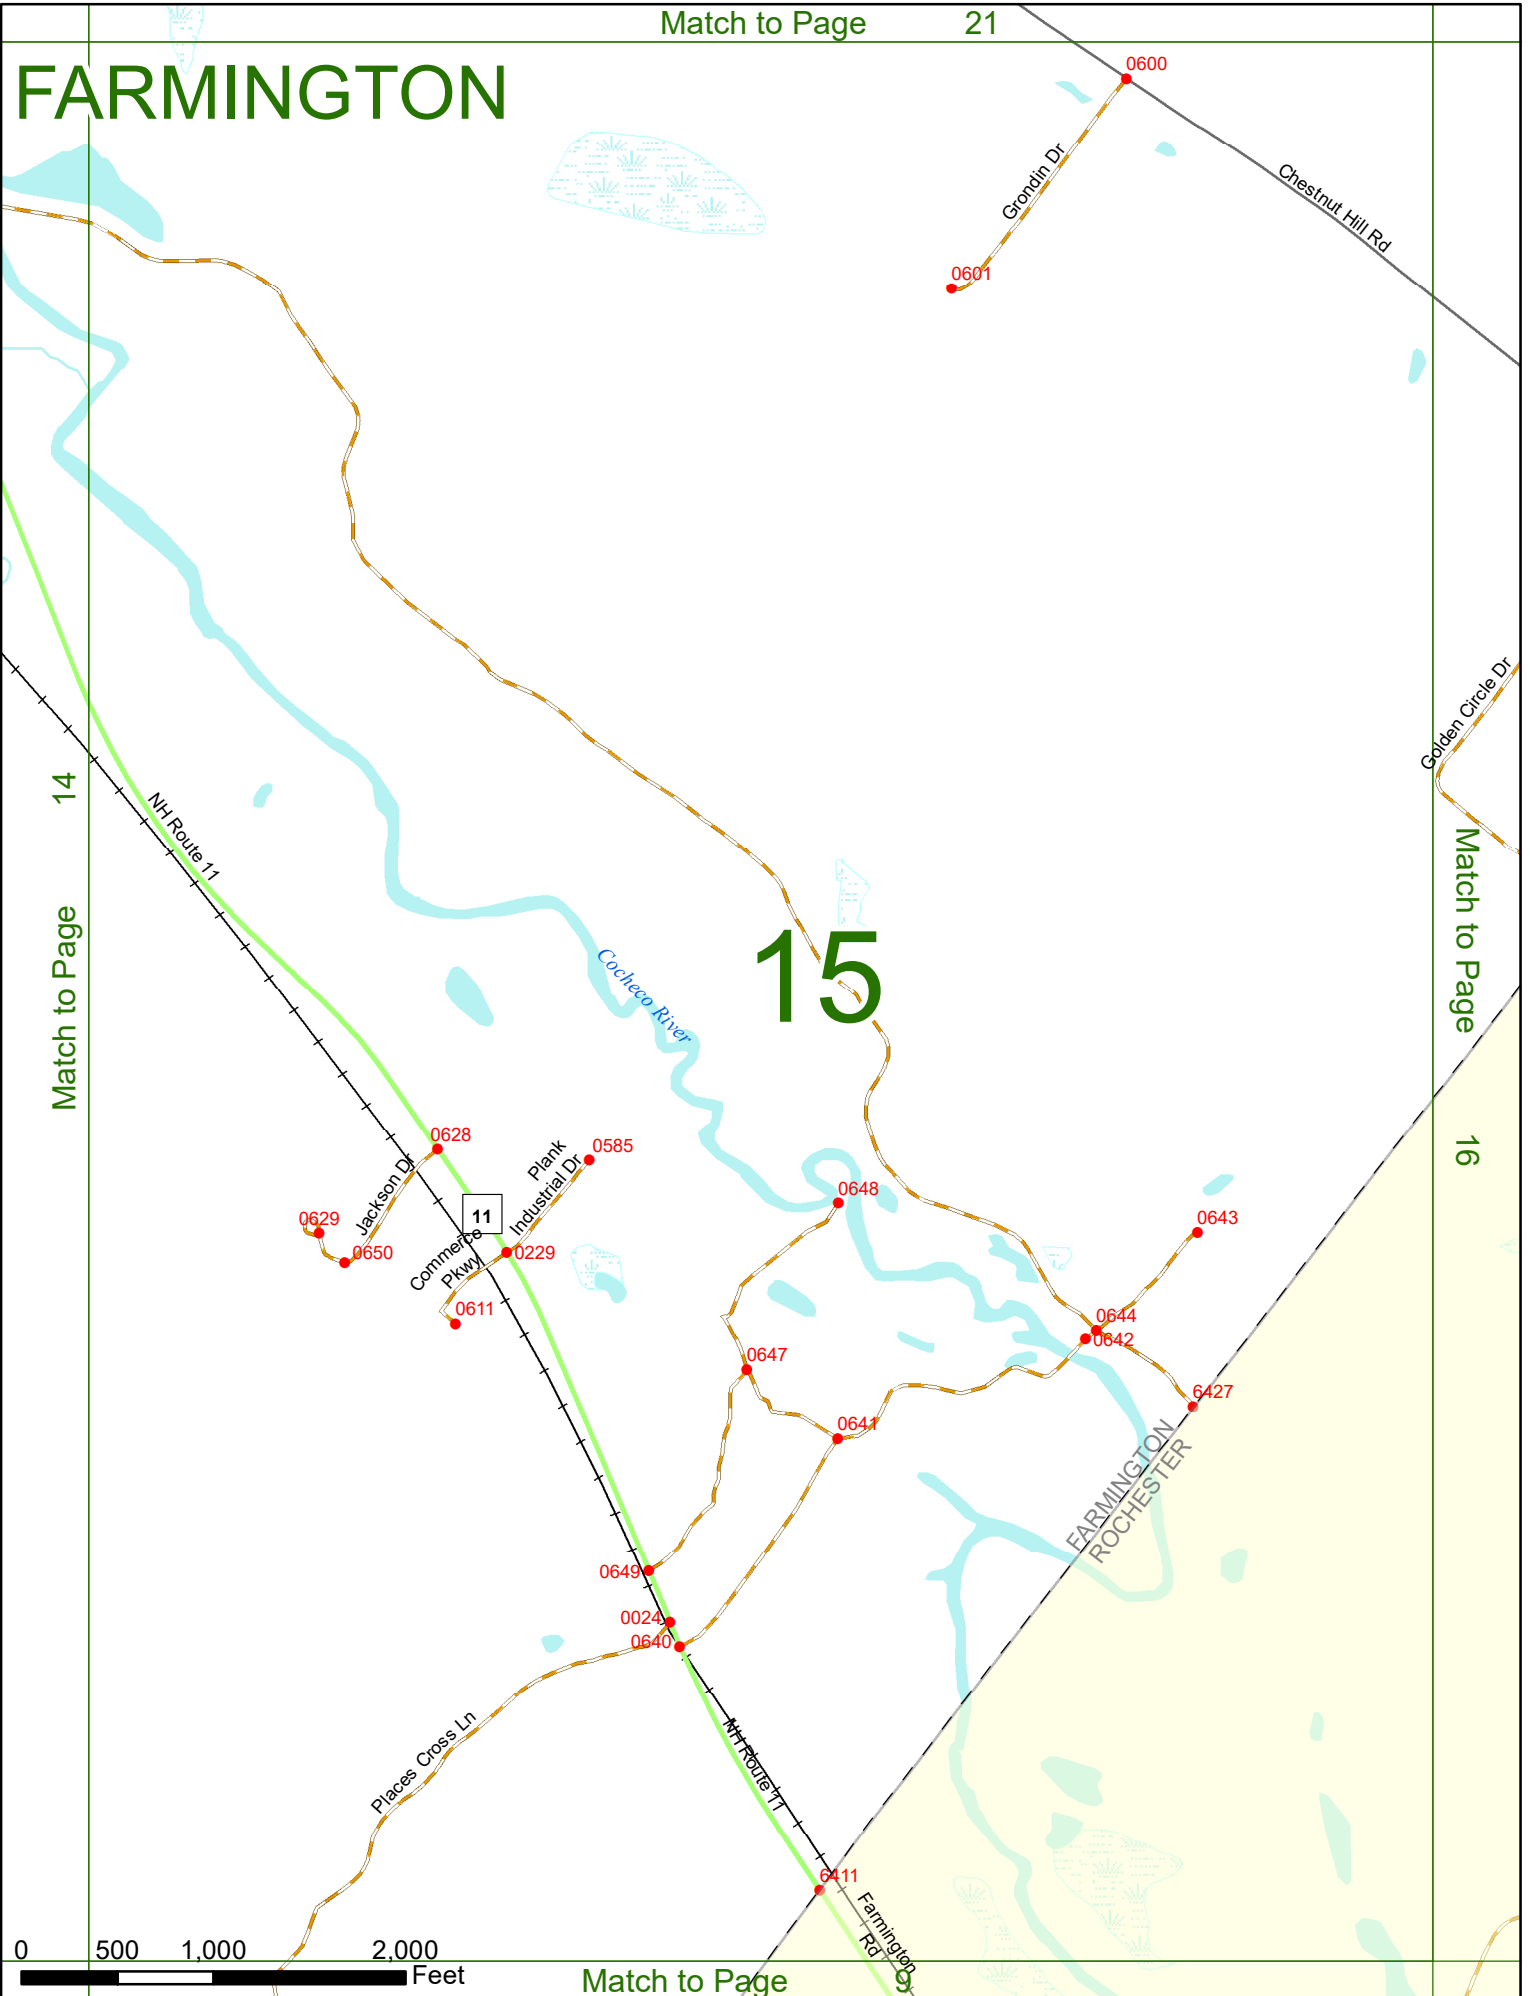 Match to Page 21
FARMINGTON
0600
Grondin Dr
Chestnut Hill Rd
0601
Golden Circle Dr
14
Match to Page
NH Route 11
Match to Page
16
15
Cocheco River
0628
Jackson Dr
0629
0650
11
Plank
Industrial Dr
0585
Commerce
Pkwy
0229
0611
0648
0643
0644
0642
0647
6427
0641
FARMINGTON
ROCHESTER
0649
0024
0640
Places Cross Ln
NH Route 11
6411
Farmington
Rd
0 500 1,000 2,000
Feet
Match to Page 9